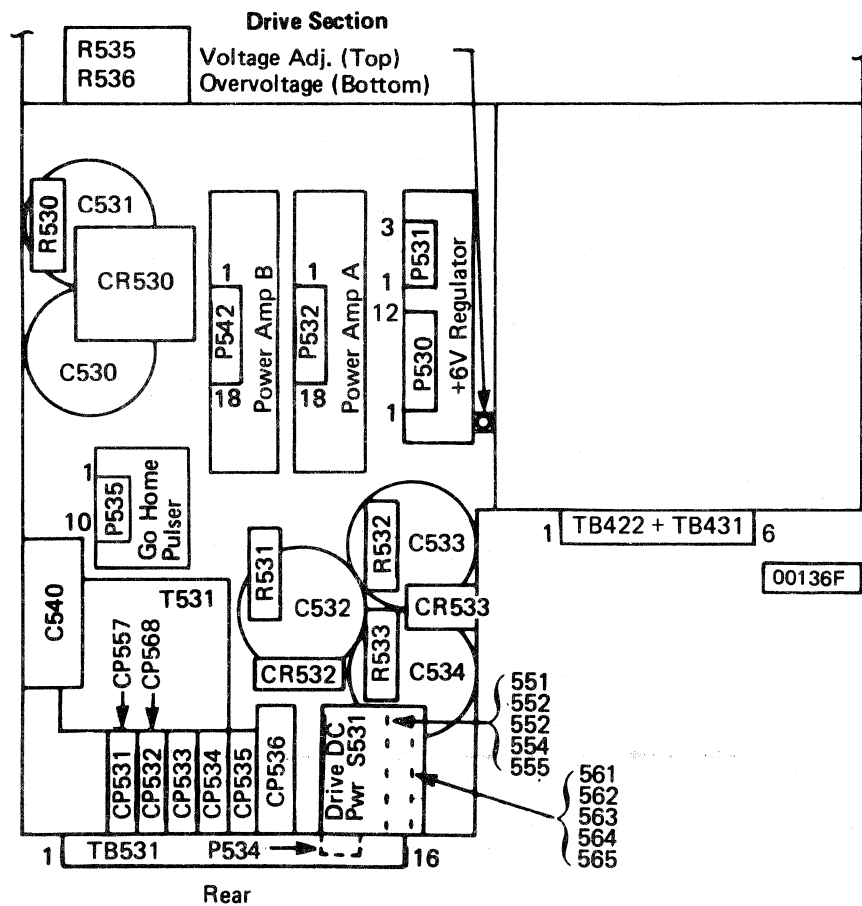 Drive Section
R535
R536
Voltage Adj. (Top)
Overvoltage (Bottom)
R530
C531
CR530
C530
1
P542
18
Power Amp B
1
P532
18
Power Amp A
3
P531
1
12
P530
1
+6V Regulator
1
P535
10
Go Home
Pulser
1
TB422 + TB431
6
00136F
C540
T531
CP557
CP568
R531
C532
CR532
R532
C533
CR533
R533
C534
551
552
552
554
555
561
562
563
564
565
CP531
CP532
CP533
CP534
CP535
CP536
Drive DC
Pwr S531
1
TB531
P534
16
Rear